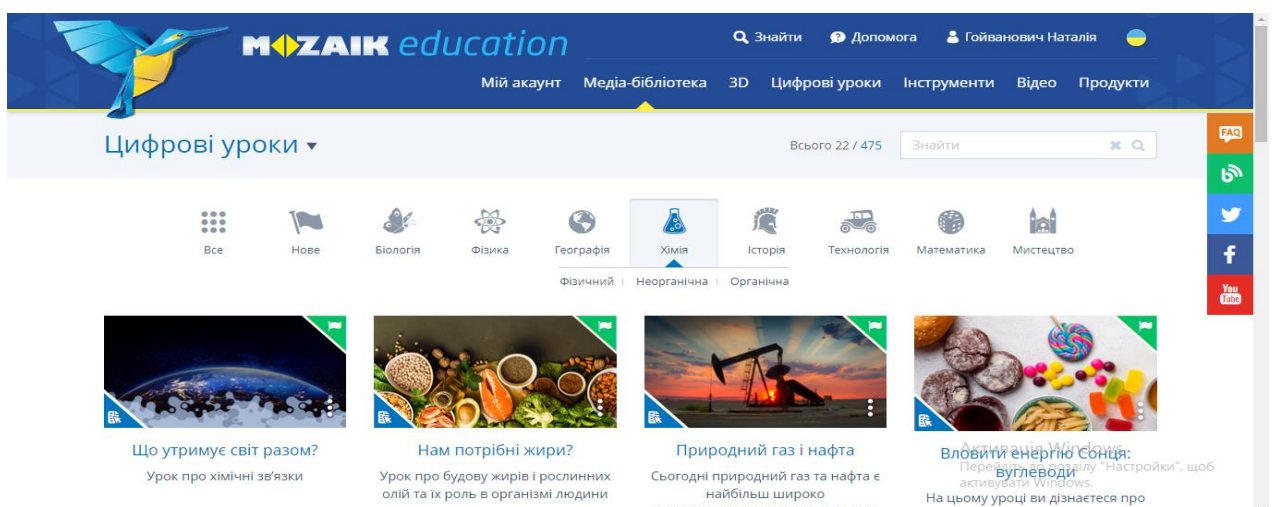 MOZAIK education
Знайти Допомога Гойванович Наталія
Мій акаунт Медіа-бібліотека 3D Цифрові уроки Інструменти Відео Продукти
Цифрові уроки
Всього 22 / 475
Знайти
FAQ
Все Нове Біологія Фізика Географія Хімія Історія Технологія Математика Мистецтво
Фізичний Неорганічна Органічна
You
Tube
Що утримує світ разом?
Урок про хімічні зв'язки
Нам потрібні жири?
Урок про будову жирів і рослинних
олій та їх роль в організмі людини
Природний газ і нафта
Сьогодні природний газ та нафта є
найбільш широко
Вловити енергію Сонця:
вуглеводи
На цьому уроці ви дізнаєтеся про
Активація Windows
Перейдіть до розділу "Настройки", щоб
активувати Windows.